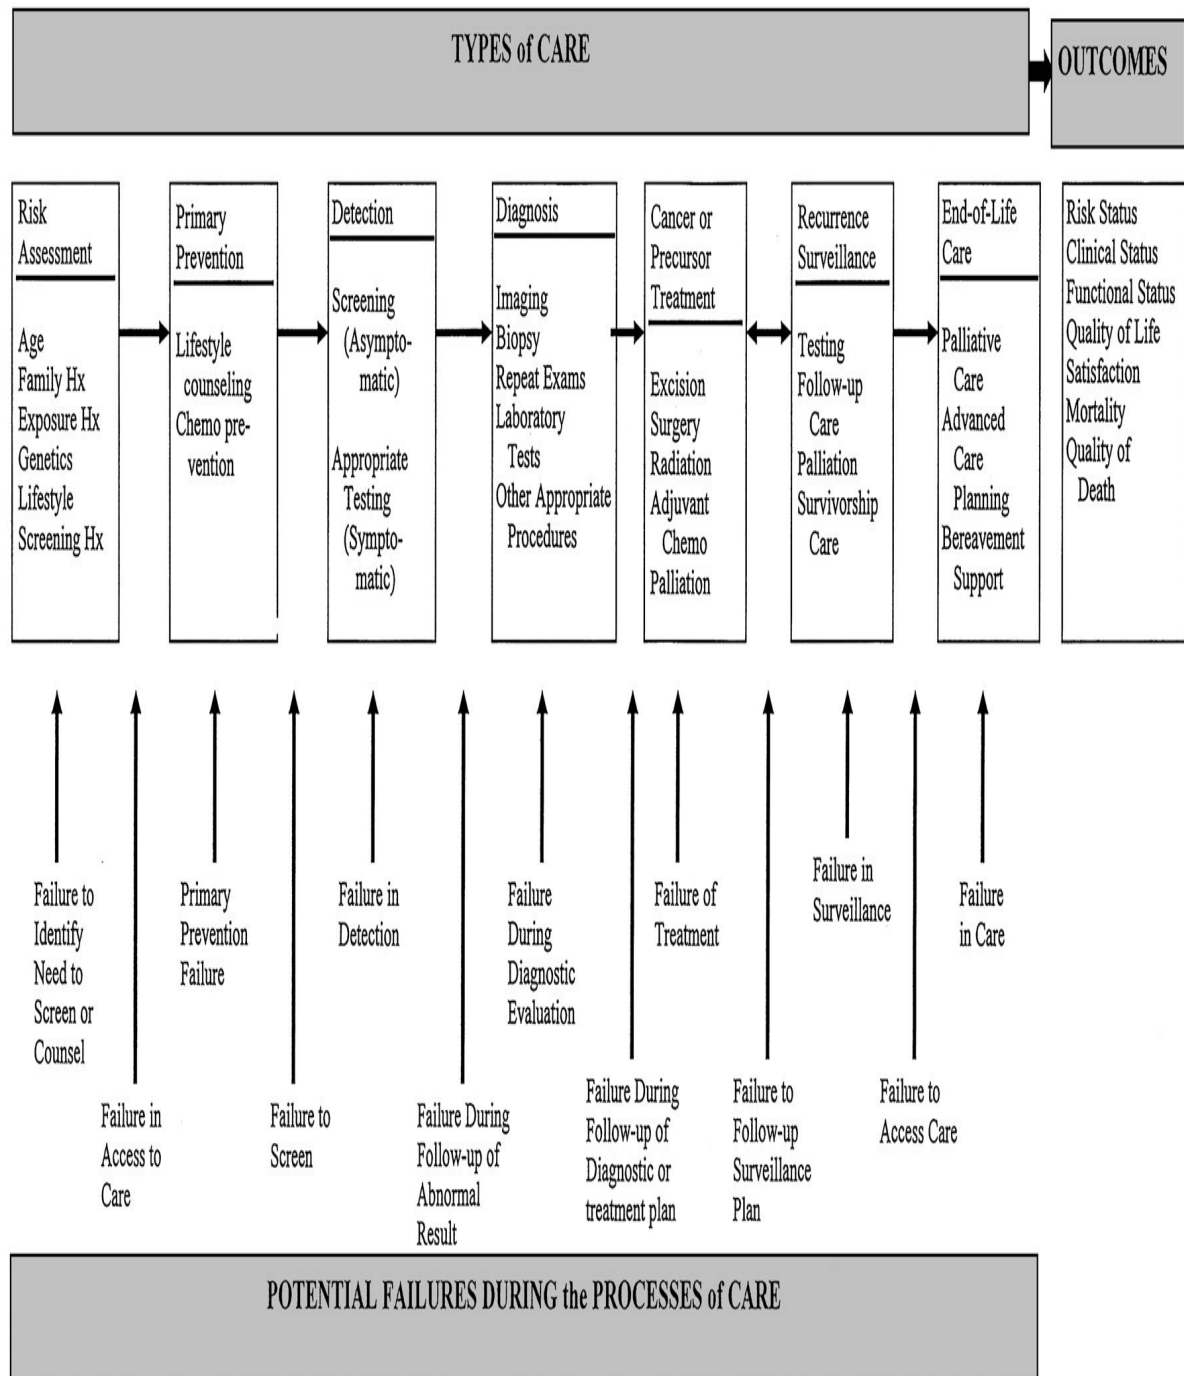 TYPES of CARE
OUTCOMES
Risk
Assessment
Age
Family Hx
Exposure Hx
Genetics
Lifestyle
Screening Hx
Primary
Prevention
Lifestyle
counseling
Chemo pre-
vention
Detection
Screening
(Asympto-
matic)
Appropriate
Testing
(Sympto-
matic)
Diagnosis
Imaging
Biopsy
Repeat Exams
Laboratory
Tests
Other Appropriate
Procedures
Cancer or
Precursor
Treatment
Excision
Surgery
Radiation
Adjuvant
Chemo
Palliation
Recurrence
Surveillance
Testing
Follow-up
Care
Palliation
Survivorship
Care
End-of-Life
Care
Palliative
Care
Advanced
Care
Planning
Bereavement
Support
Risk Status
Clinical Status
Functional Status
Quality of Life
Satisfaction
Mortality
Quality of
Death
Failure to
Identify
Need to
Screen or
Counsel
Failure in
Access to
Care
Primary
Prevention
Failure
Failure to
Screen
Failure in
Detection
Failure During
Follow-up of
Abnormal
Result
Failure
During
Diagnostic
Evaluation
Failure During
Follow-up of
Diagnostic or
treatment plan
Failure of
Treatment
Failure to
Follow-up
Surveillance
Plan
Failure in
Surveillance
Failure to
Access Care
Failure
in Care
POTENTIAL FAILURES DURING the PROCESSES of CARE